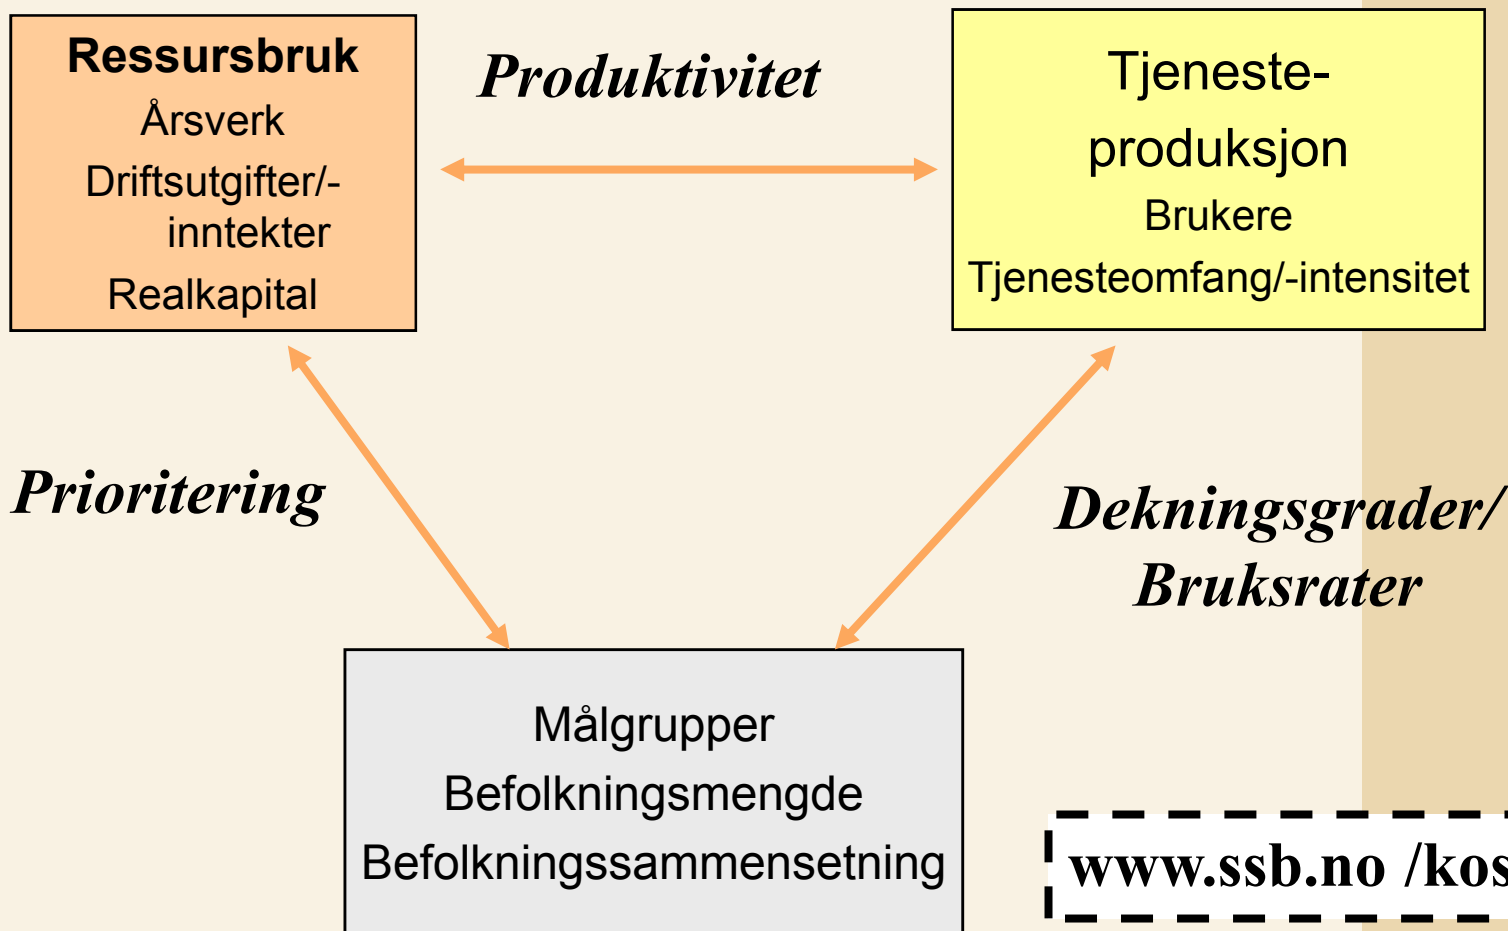 Ressursbruk
Årsverk
Driftsutgifter/-
inntekter
Realkapital
Produktivitet
Tjeneste-
produksjon
Brukere
Tjenesteomfang/-intensitet
Prioritering
Dekningsgrader/
Bruksrater
Målgrupper
Befolkningsmengde
Befolkningssammensetning
www.ssb.no /kos